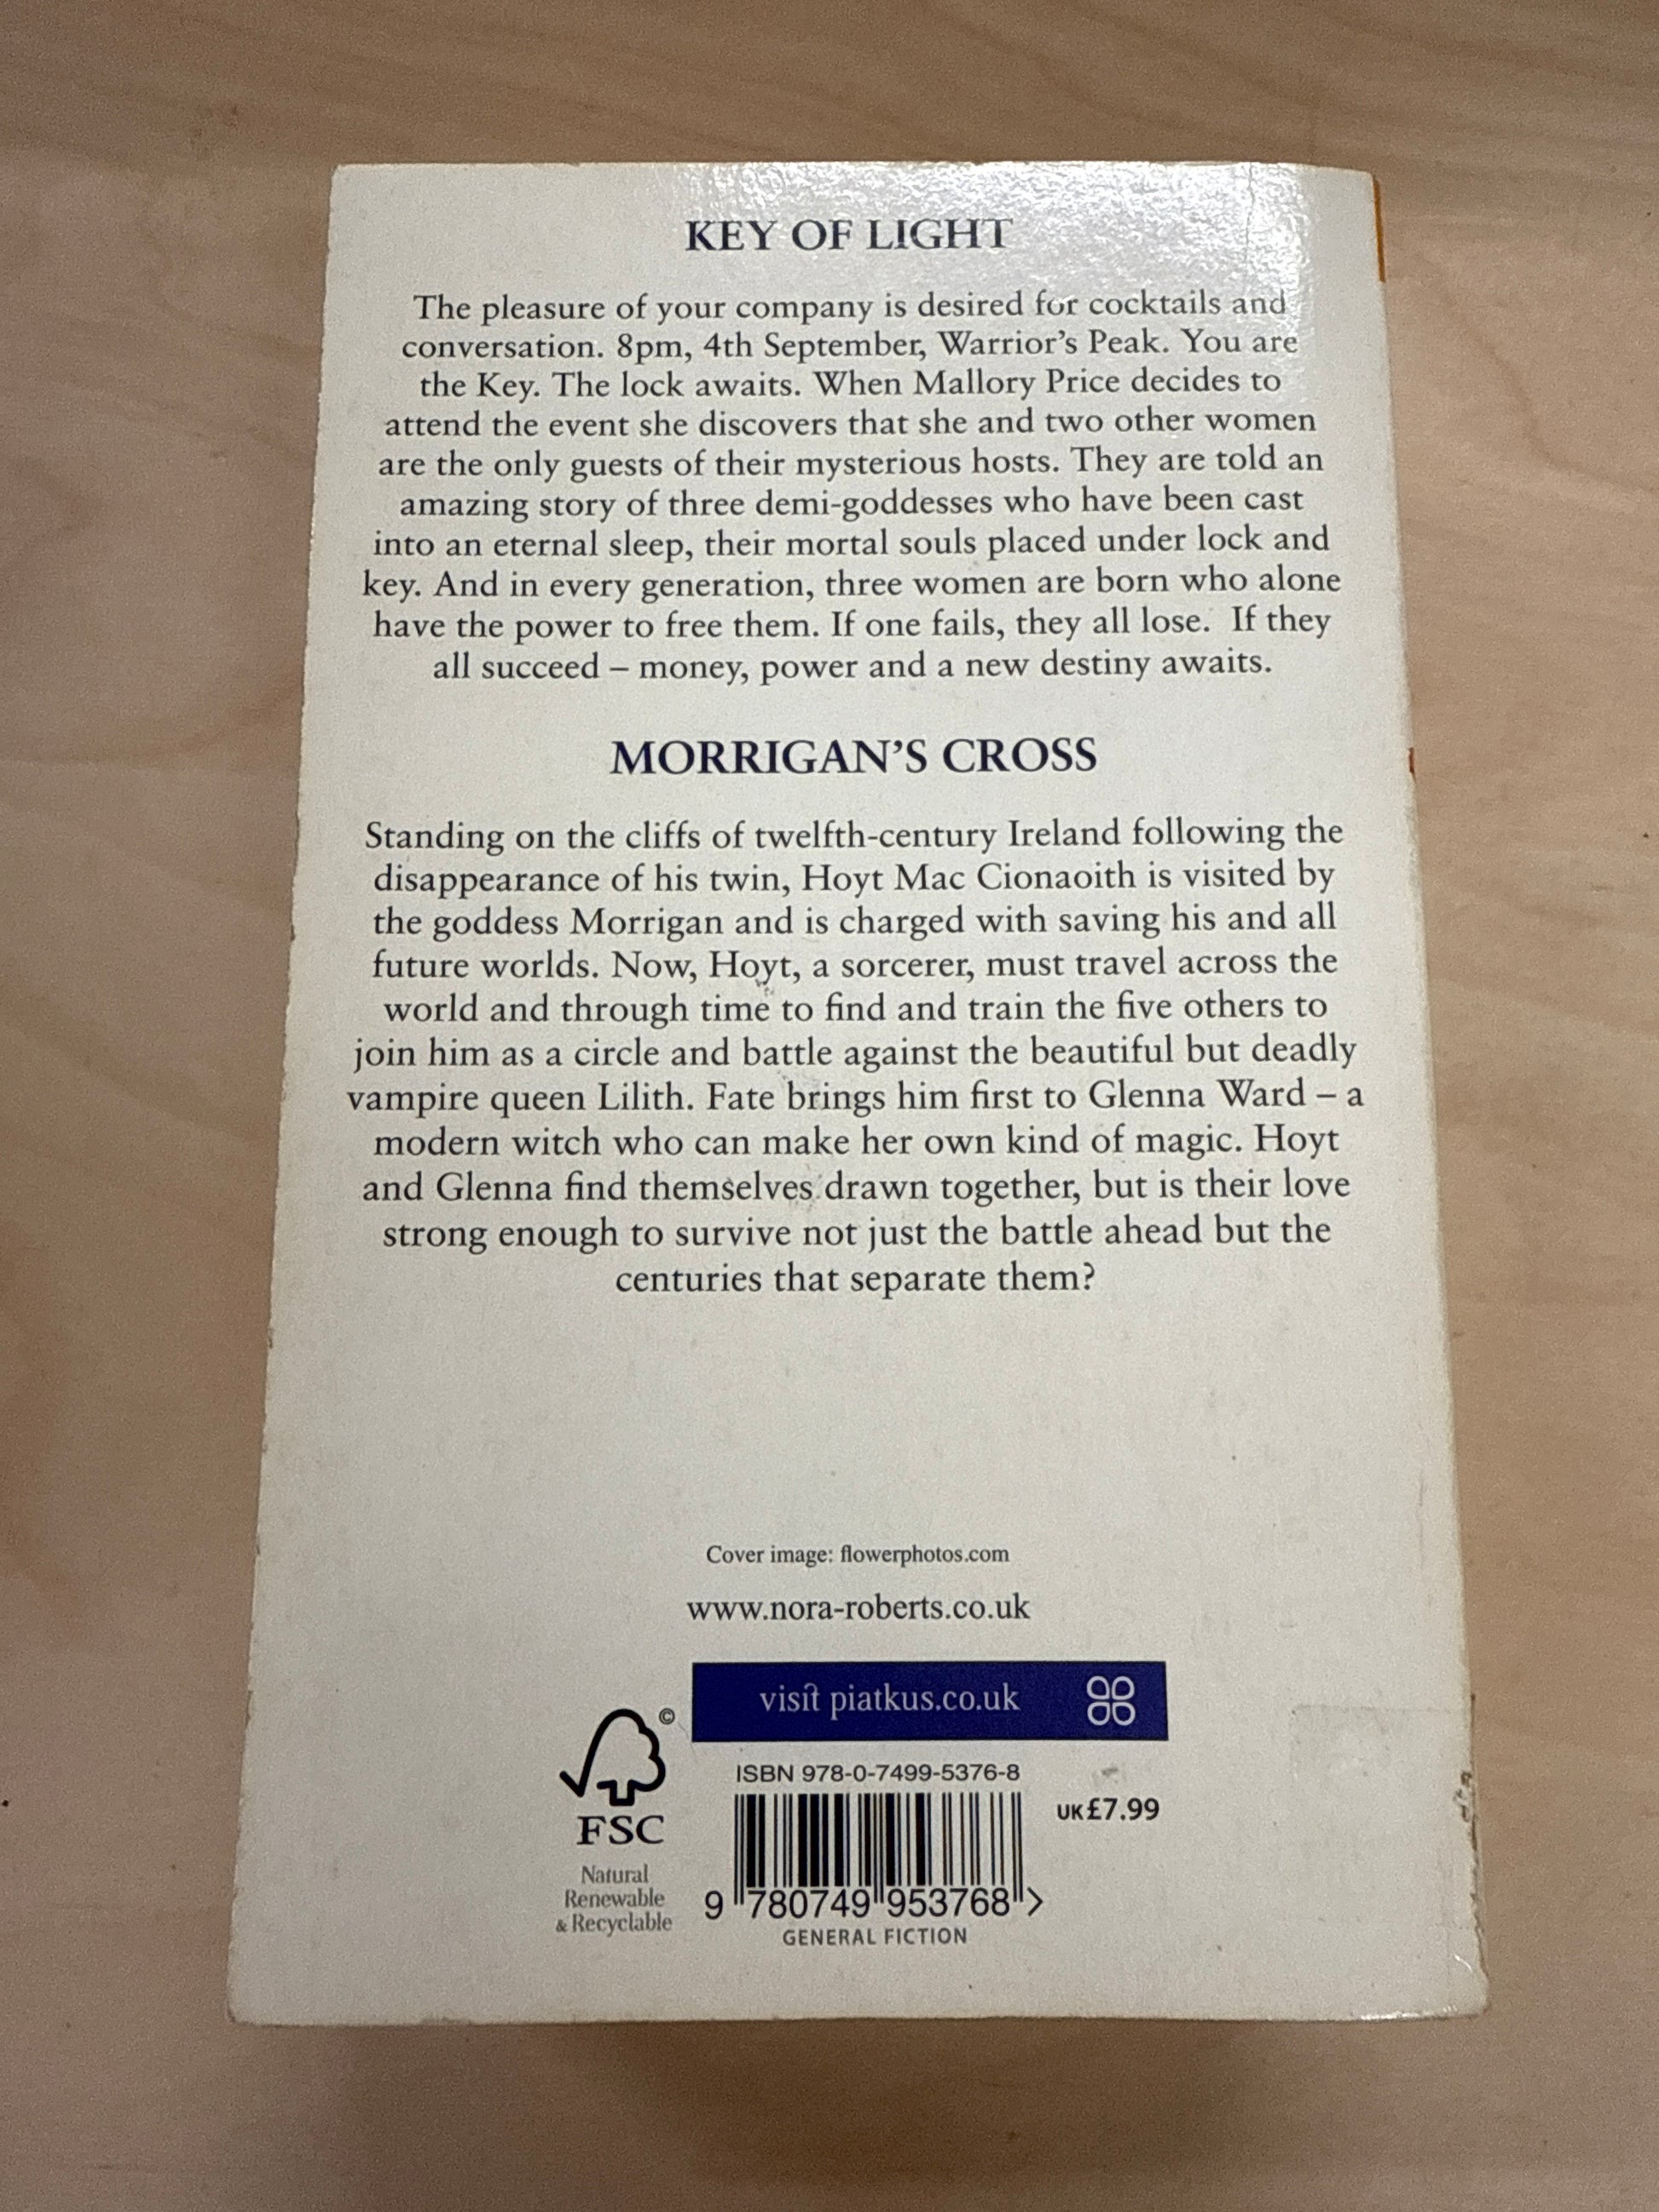 KEY OF LIGHT
The pleasure of your company is desired for cocktails and
conversation. 8pm, 4th September, Warrior's Peak. You are
the Key. The lock awaits. When Mallory Price decides to
attend the event she discovers that she and two other women
are the only guests of their mysterious hosts. They are told an
amazing story of three demi-goddesses who have been cast
into an eternal sleep, their mortal souls placed under lock and
key. And in every generation, three women are born who alone
have the power to free them. If one fails, they all lose. If they
all succeed – money, power and a new destiny awaits.
MORRIGAN'S CROSS
Standing on the cliffs of twelfth-century Ireland following the
disappearance of his twin, Hoyt Mac Cionaoith is visited by
the goddess Morrigan and is charged with saving his and all
future worlds. Now, Hoyt, a sorcerer, must travel across the
world and through time to find and train the five others to
join him as a circle and battle against the beautiful but deadly
vampire queen Lilith. Fate brings him first to Glenna Ward – a
modern witch who can make her own kind of magic. Hoyt
and Glenna find themselves drawn together, but is their love
strong enough to survive not just the battle ahead but the
centuries that separate them?
Cover image: flowerphotos.com
www.nora-roberts.co.uk
visit piatkus.co.uk
©
FSC
Natural
Renewable
& Recyclable
ISBN 978-0-7499-5376-8
UK£7.99
9 780749 953768 >
GENERAL FICTION